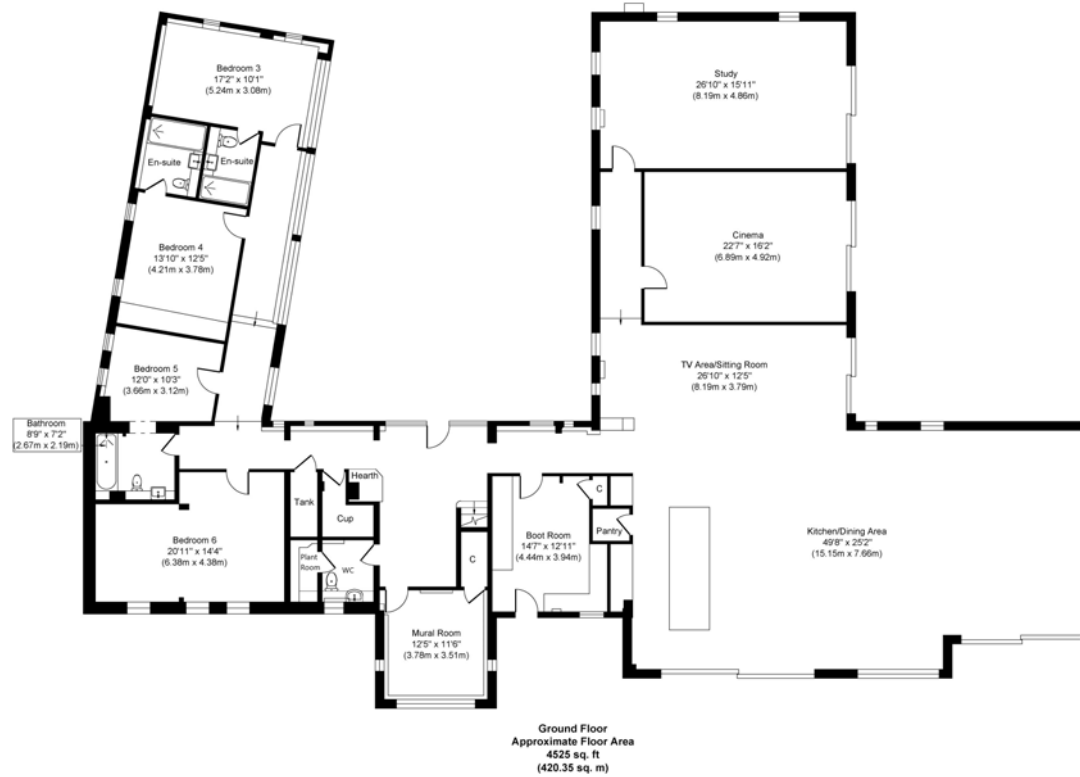 Bedroom 3
17'2" x 10'1"
(5.24m x 3.08m)
En-suite
En-suite
Bedroom 4
13'10" x 12'5"
(4.21m x 3.78m)
Bedroom 5
12'0" x 10'3"
(3.66m x 3.12m)
Bathroom
8'9" x 7'2"
(2.67m x 2.19m)
Bedroom 6
20'11" x 14'4"
(6.38m x 4.38m)
Tank
Cup
Hearth
Plant
Room
WC
C
Mural Room
12'5" x 11'6"
(3.78m x 3.51m)
Boot Room
14'7" x 12'11"
(4.44m x 3.94m)
C
Pantry
Study
26'10" x 15'11"
(8.19m x 4.86m)
Cinema
22'7" x 16'2"
(6.89m x 4.92m)
TV Area/Sitting Room
26'10" x 12'5"
(8.19m x 3.79m)
Kitchen/Dining Area
49'8" x 25'2"
(15.15m x 7.66m)
Ground Floor
Approximate Floor Area
4525 sq. ft
(420.35 sq. m)